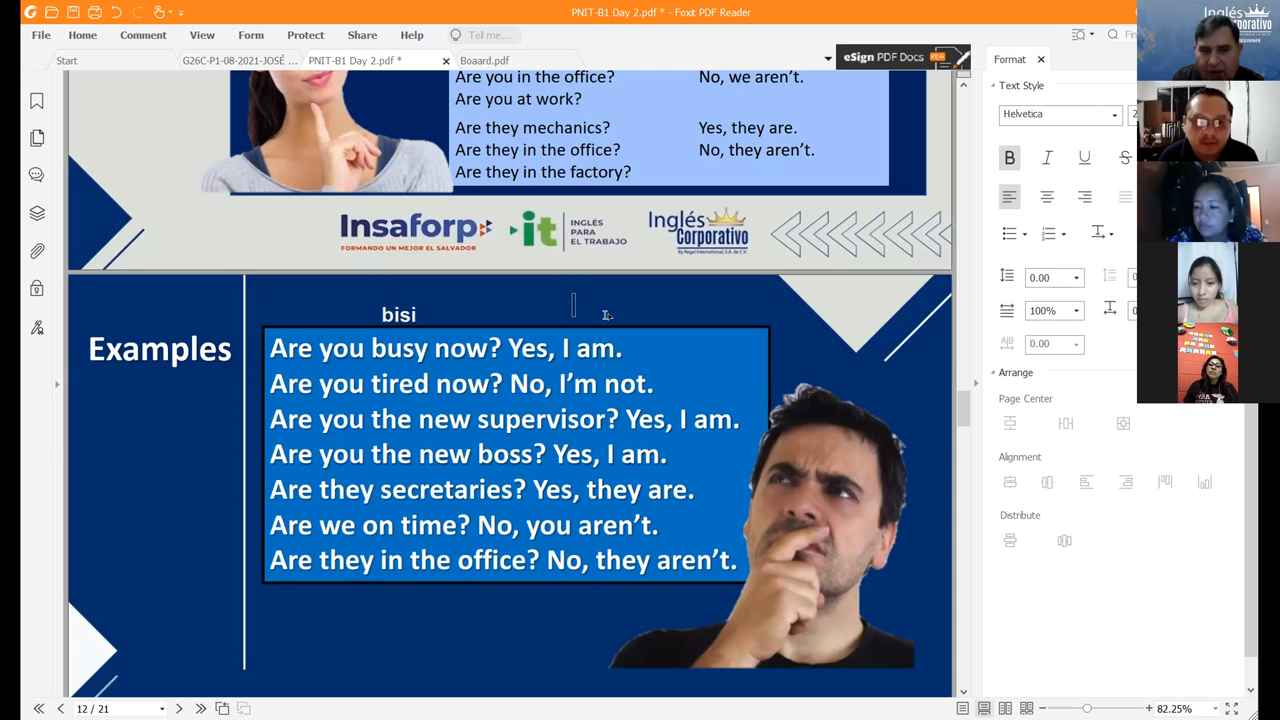 PNIT-B1 Day 2.pdf * - Foxit PDF Reader
File Home Comment View Form Protect Share Help Tell me...
Start G26C-P1-08-2021-JOSÉ ... PNIT-B1 Day 2.pdf * Boaard.pdf eSign PDF Docs
Are you in the office? No, we aren't.
Are you at work?
Are they mechanics? Yes, they are.
Are they in the office? No, they aren't.
Are they in the factory?
Insaforp
FORMANDO UN MEJOR EL SALVADOR
it
INGLÉS
PARA
EL TRABAJO
Inglés
Corporativo
By Regal International, S.A. de C.V.
bisi
Examples
Are you busy now? Yes, I am.
Are you tired now? No, I'm not.
Are you the new supervisor? Yes, I am.
Are you the new boss? Yes, I am.
Are they secretaries? Yes, they are.
Are we on time? No, you aren't.
Are they in the office? No, they aren't.
12 / 21
82.25%
Format
Text Style
Helvetica 2
B I U S
0.00
100%
0.00
Arrange
Page Center
Alignment
Distribute
Inglés
Corporativo